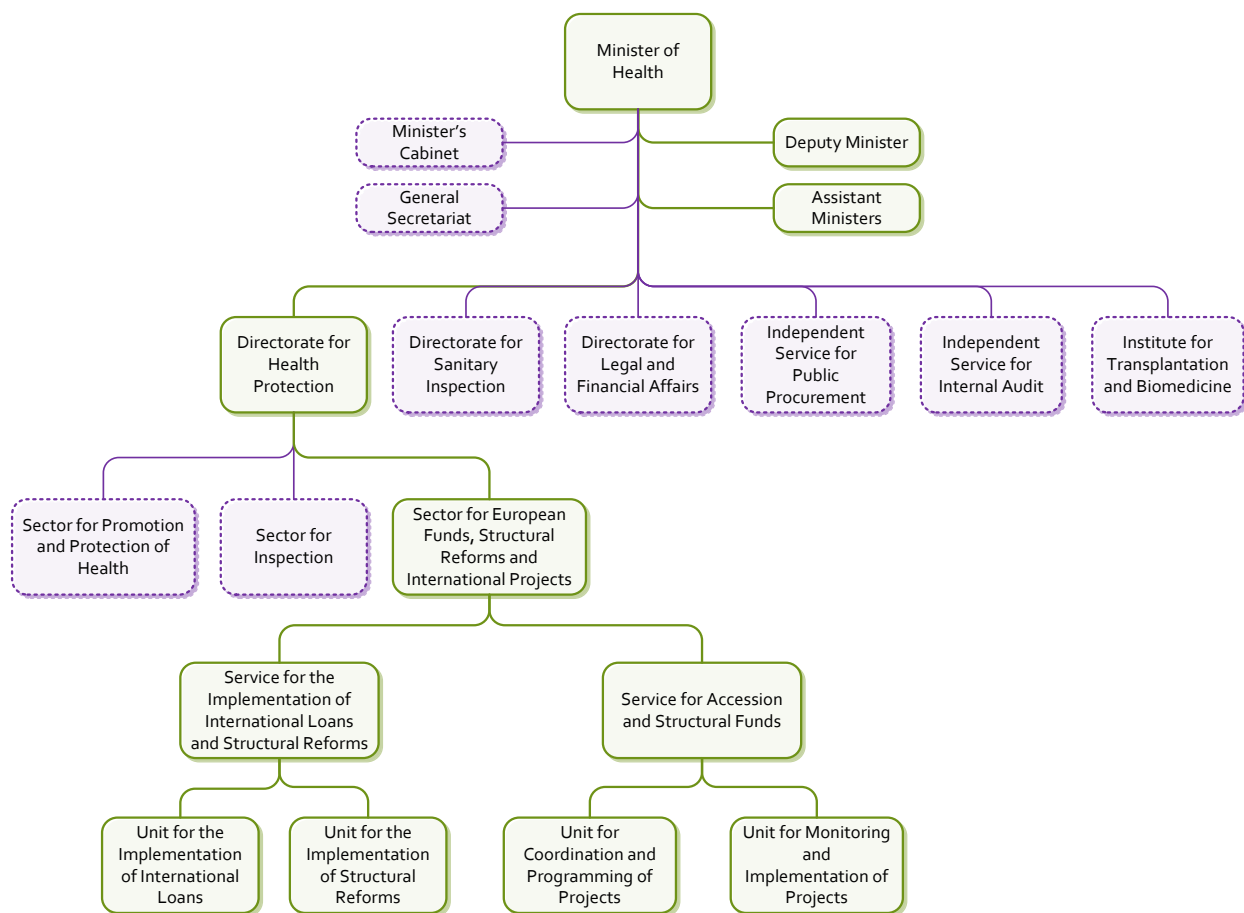 Minister of
Health
Minister's
Cabinet
Deputy Minister
General
Secretariat
Assistant
Ministers
Directorate for
Health
Protection
Directorate for
Sanitary
Inspection
Directorate for
Legal and
Financial Affairs
Independent
Service for
Public
Procurement
Independent
Service for
Internal Audit
Institute for
Transplantation
and Biomedicine
Sector for Promotion
and Protection of
Health
Sector for
Inspection
Sector for European
Funds, Structural
Reforms and
International Projects
Service for the
Implementation of
International Loans
and Structural Reforms
Service for Accession
and Structural Funds
Unit for the
Implementation
of International
Loans
Unit for the
Implementation
of Structural
Reforms
Unit for
Coordination and
Programming of
Projects
Unit for Monitoring
and
Implementation of
Projects